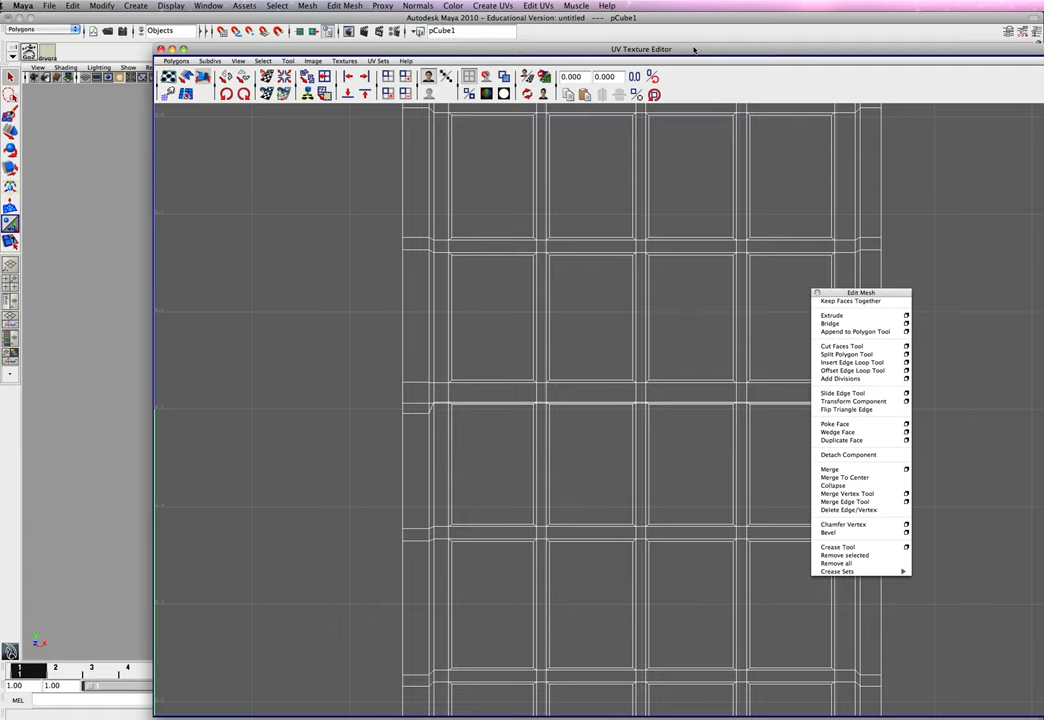 Maya File Edit Modify Create Display Window Assets Select Mesh Edit Mesh Proxy Normals Color Create UVs Edit UVs Muscle Help
Autodesk Maya 2010 - Educational Version: untitled --- pCube1
Polygons Objects pCube1
UV Texture Editor
Polygons Subdivs View Select Tool Image Textures UV Sets Help
View Shading Lighting Show
0.000 0.000 0.0
Edit Mesh
Keep Faces Together
Extrude
Bridge
Append to Polygon Tool
Cut Faces Tool
Split Polygon Tool
Insert Edge Loop Tool
Offset Edge Loop Tool
Add Divisions
Slide Edge Tool
Transform Component
Flip Triangle Edge
Poke Face
Wedge Face
Duplicate Face
Detach Component
Merge
Merge To Center
Collapse
Merge Vertex Tool
Merge Edge Tool
Delete Edge/Vertex
Chamfer Vertex
Bevel
Crease Tool
Remove selected
Remove all
Crease Sets
1 2 3 4
1
1.00 1.00 1
MEL